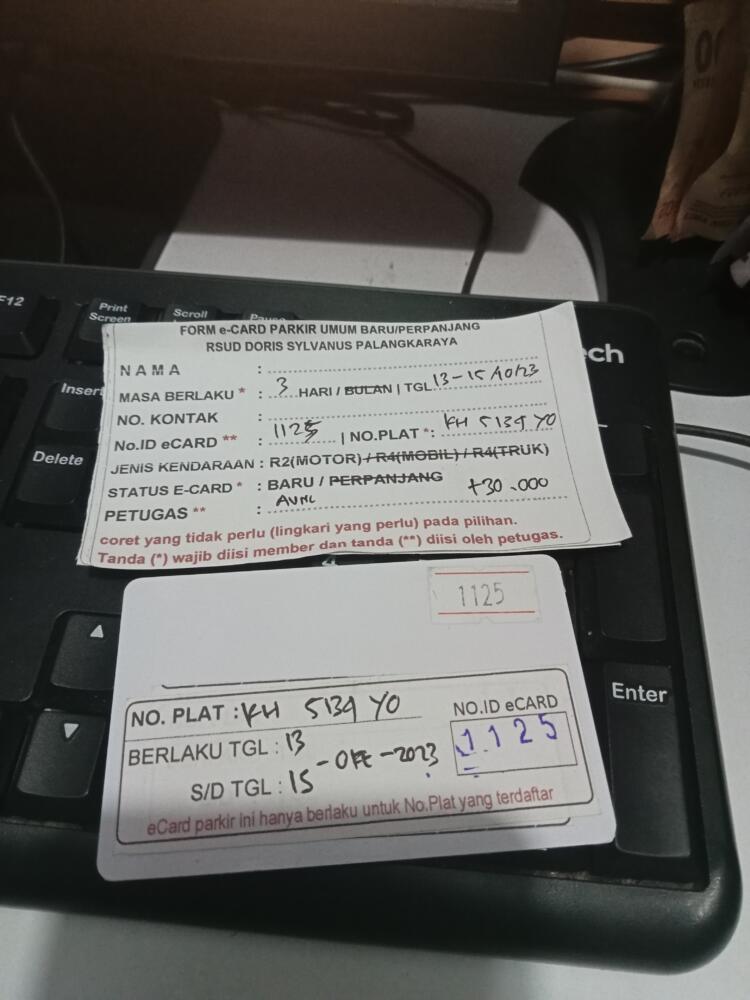 F12
Print Screen
Scroll
Pause
Insert
Delete
Enter
ech
FORM e-CARD PARKIR UMUM BARU/PERPANJANG
RSUD DORIS SYLVANUS PALANGKARAYA
NAMA :
MASA BERLAKU * : 3 HARI / BULAN | TGL 13-15/10/23
NO. KONTAK :
No.ID eCARD ** : 1125 | NO.PLAT *: KH 5139 YO
JENIS KENDARAAN : R2(MOTOR) / R4(MOBIL) / R4(TRUK)
STATUS E-CARD * : BARU / PERPANJANG +30.000
PETUGAS ** :
coret yang tidak perlu (lingkari yang perlu) pada pilihan.
Tanda (*) wajib diisi member dan tanda (**) diisi oleh petugas.
1125
NO. PLAT : KH 5139 YO
NO.ID eCARD
1125
BERLAKU TGL : 13
S/D TGL : 15 - OKT - 2023
eCard parkir ini hanya berlaku untuk No.Plat yang terdaftar